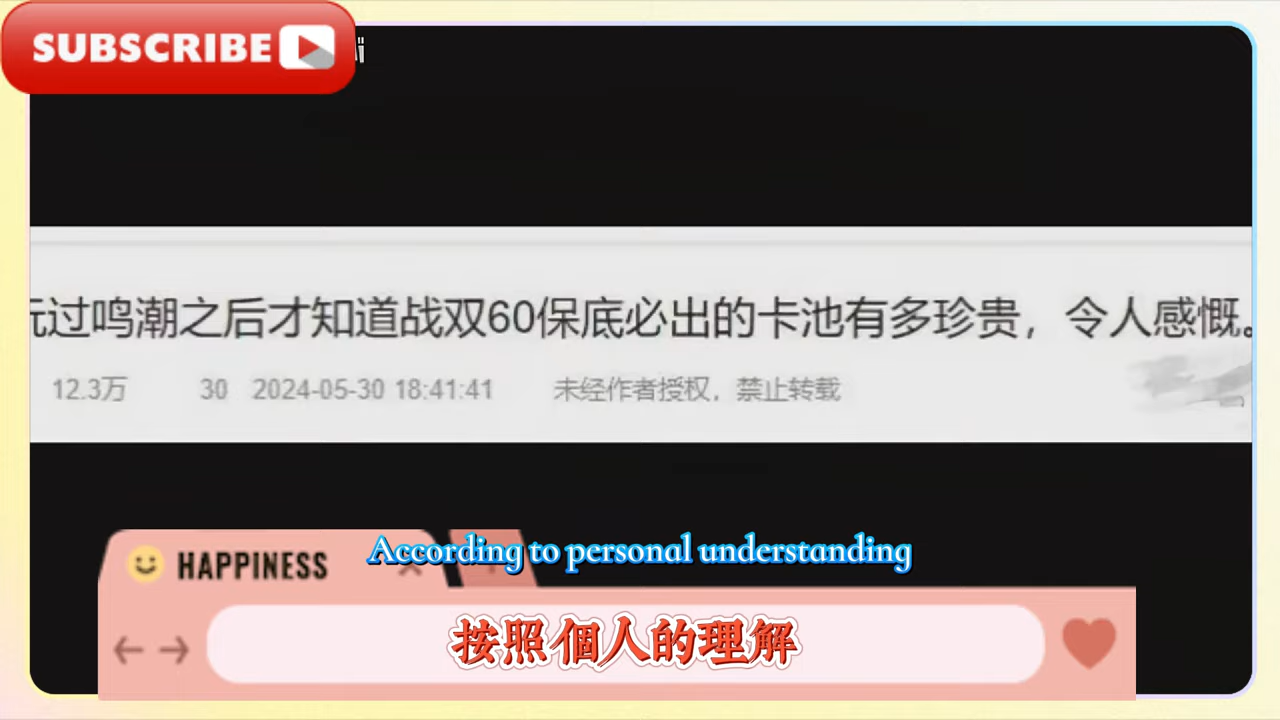 SUBSCRIBE
过鸣潮之后才知道战双60保底必出的卡池有多珍贵，令人感慨。
12.3万 30 2024-05-30 18:41:41 未经作者授权，禁止转载
According to personal understanding
HAPPINESS
按照個人的理解